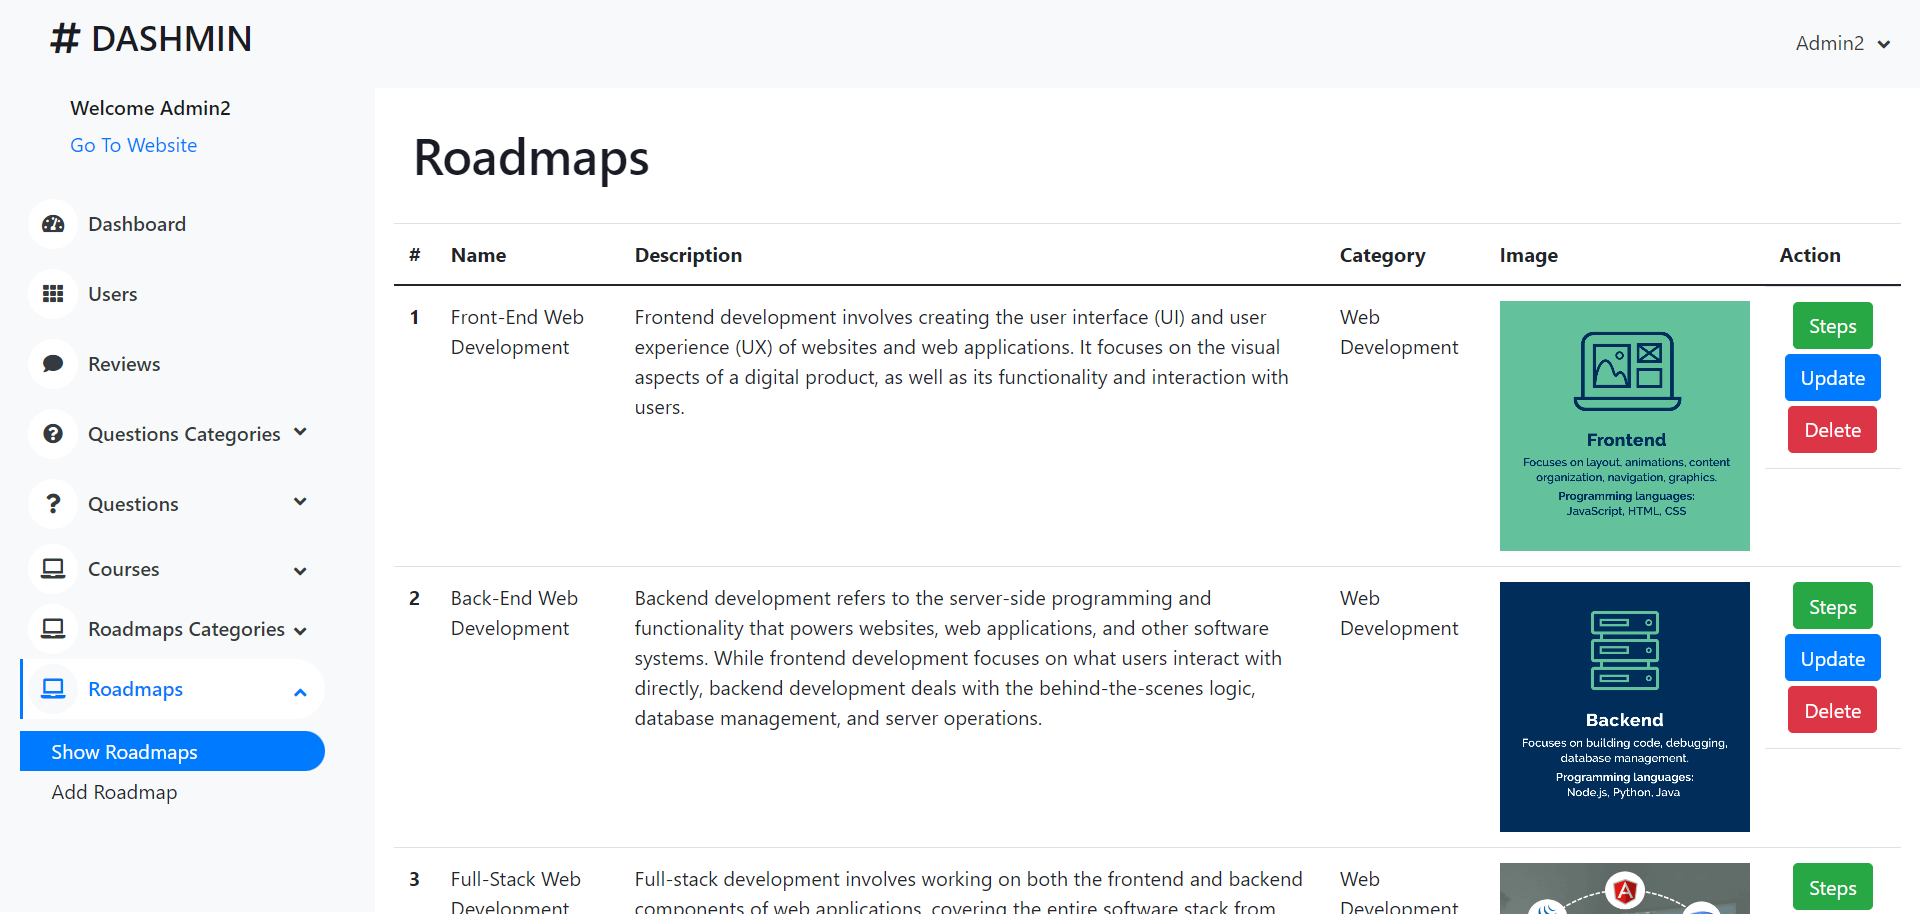 # DASHMIN
Admin2
Welcome Admin2
Go To Website
Dashboard
Users
Reviews
Questions Categories
Questions
Courses
Roadmaps Categories
Roadmaps
Show Roadmaps
Add Roadmap
Roadmaps
# Name Description Category Image Action
1
Front-End Web
Development
Frontend development involves creating the user interface (UI) and user
experience (UX) of websites and web applications. It focuses on the visual
aspects of a digital product, as well as its functionality and interaction with
users.
Web
Development
Frontend
Focuses on layout, animations, content
organization, navigation, graphics.
Programming languages:
JavaScript, HTML, CSS
Steps
Update
Delete
2
Back-End Web
Development
Backend development refers to the server-side programming and
functionality that powers websites, web applications, and other software
systems. While frontend development focuses on what users interact with
directly, backend development deals with the behind-the-scenes logic,
database management, and server operations.
Web
Development
Backend
Focuses on building code, debugging,
database management.
Programming languages:
Node.js, Python, Java
Steps
Update
Delete
3
Full-Stack Web
Development
Full-stack development involves working on both the frontend and backend
components of web applications, covering the entire software stack from
Web
Development
Steps